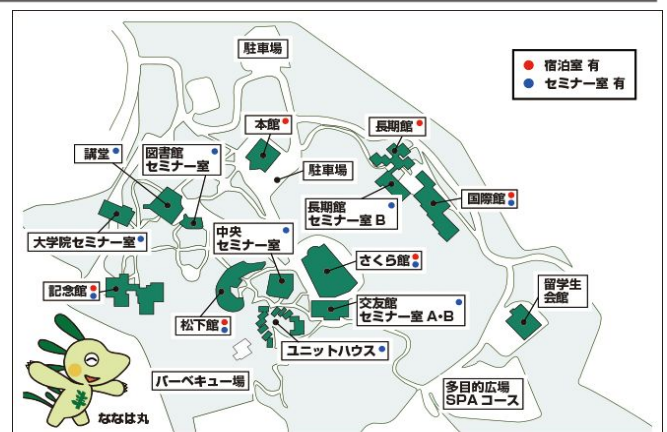 駐車場
● 宿泊室 有
● セミナー室 有
本館
長期館
講堂
図書館
セミナー室
駐車場
長期館
セミナー室 B
国際館
大学院セミナー室
中央
セミナー室
さくら館
記念館
松下館
交友館
セミナー室 A・B
留学生
会館
ユニットハウス
バーベキュー場
多目的広場
SPA コース
ななは丸